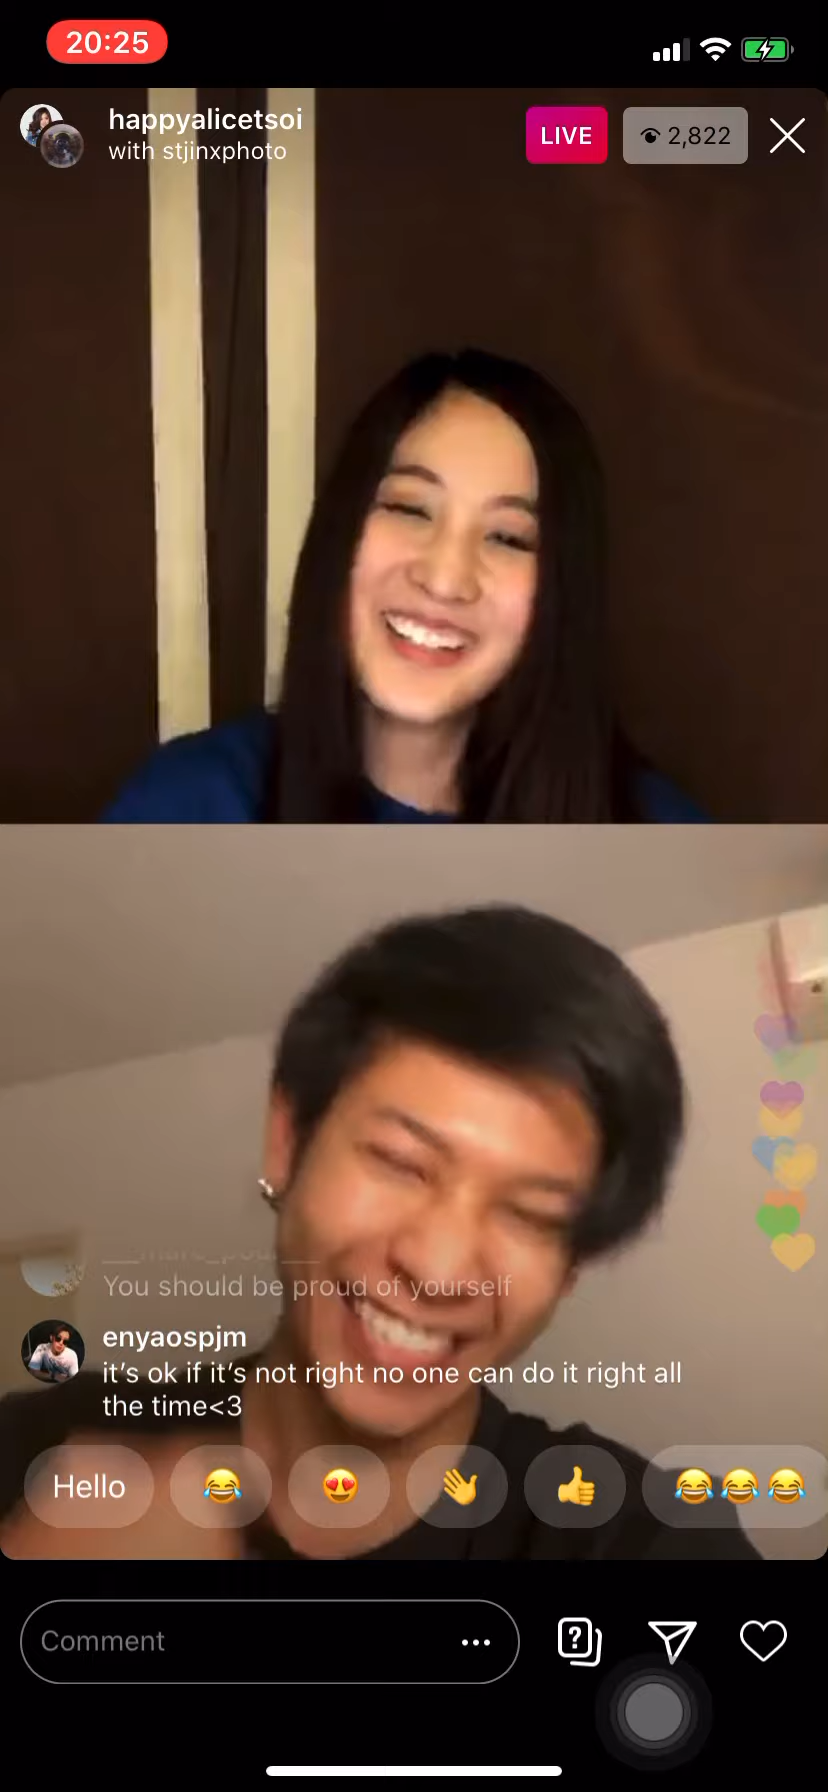 20:25
happyalicetsoi
with stjinxphoto
LIVE
2,822
You should be proud of yourself
enyaospjm
it's ok if it's not right no one can do it right all
the time<3
Hello
Comment